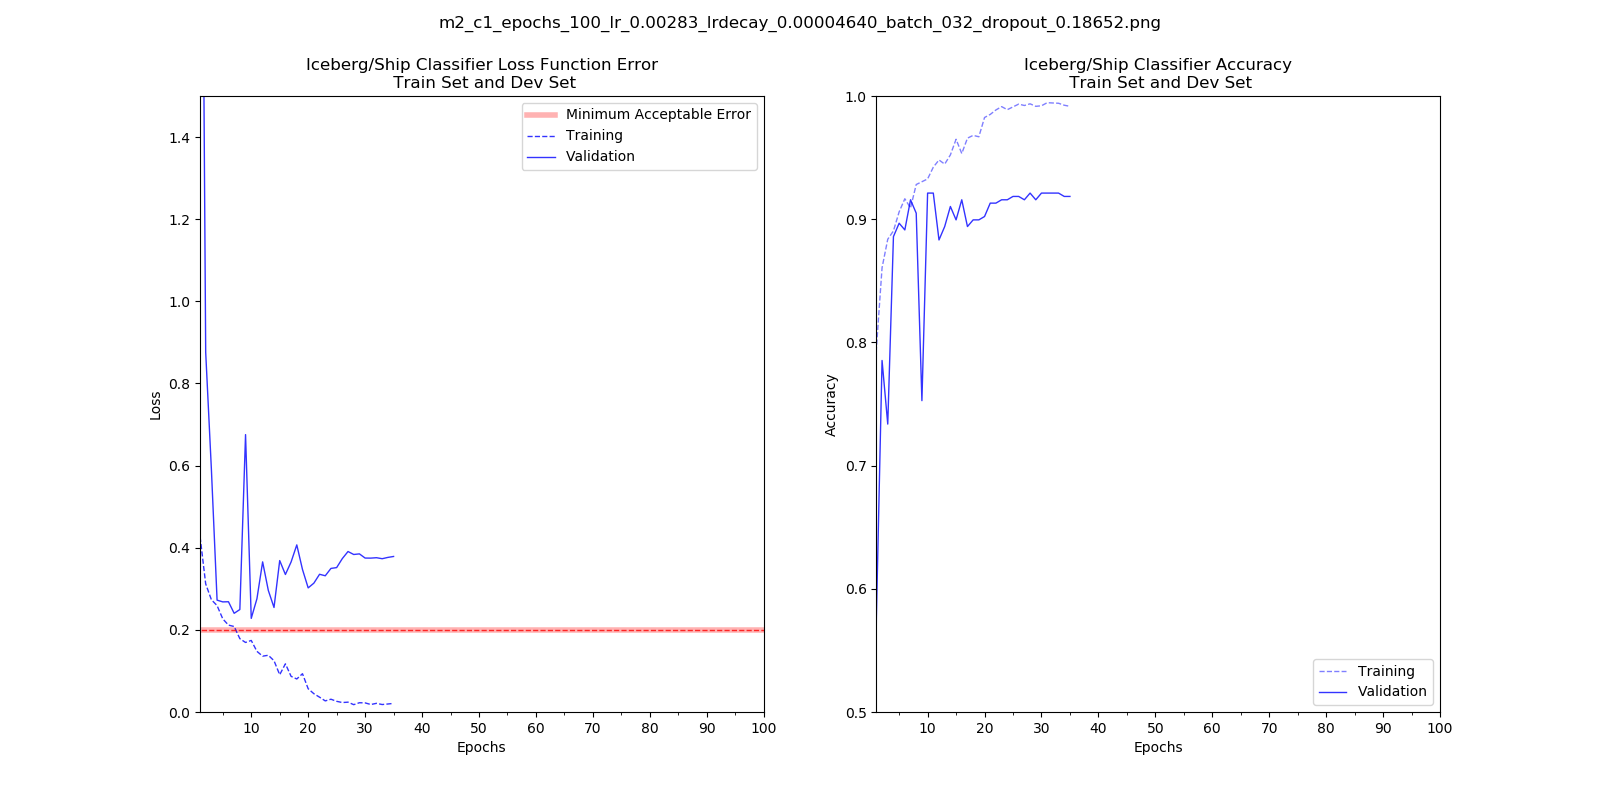 m2_c1_epochs_100_lr_0.00283_lrdecay_0.00004640_batch_032_dropout_0.18652.png
Iceberg/Ship Classifier Loss Function Error
Train Set and Dev Set
Minimum Acceptable Error
Training
Validation
1.4
1.2
1.0
0.8
0.6
0.4
0.2
0.0
Loss
10 20 30 40 50 60 70 80 90 100
Epochs
Iceberg/Ship Classifier Accuracy
Train Set and Dev Set
1.0
0.9
0.8
0.7
0.6
0.5
Accuracy
Training
Validation
10 20 30 40 50 60 70 80 90 100
Epochs